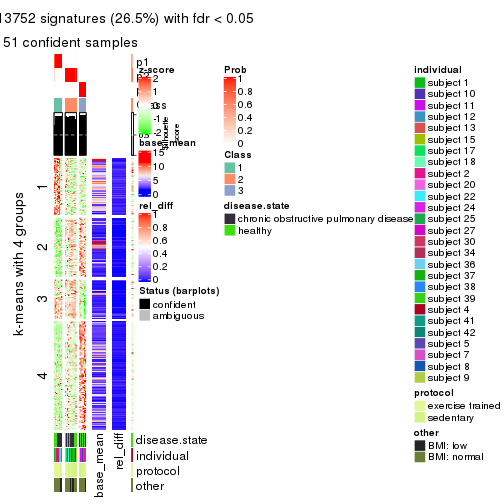 13752 signatures (26.5%) with fdr < 0.05
51 confident samples
p1
p2
p
Class
z-score
2
1
0
-1
-2
silhouette
score
base_mean
15
10
5
0
rel_diff
1
0.8
0.6
0.4
0.2
0
Status (barplots)
confident
ambiguous
Prob
1
0.8
0.6
0.4
0.2
0
Class
1
2
3
disease.state
chronic obstructive pulmonary disease
healthy
individual
subject 1
subject 10
subject 11
subject 12
subject 13
subject 15
subject 17
subject 18
subject 2
subject 20
subject 22
subject 24
subject 25
subject 27
subject 30
subject 34
subject 36
subject 37
subject 38
subject 39
subject 4
subject 41
subject 42
subject 5
subject 7
subject 8
subject 9
protocol
exercise trained
sedentary
other
BMI: low
BMI: normal
k-means with 4 groups
1
2
3
4
base_mean
rel_diff
disease.state
individual
protocol
other